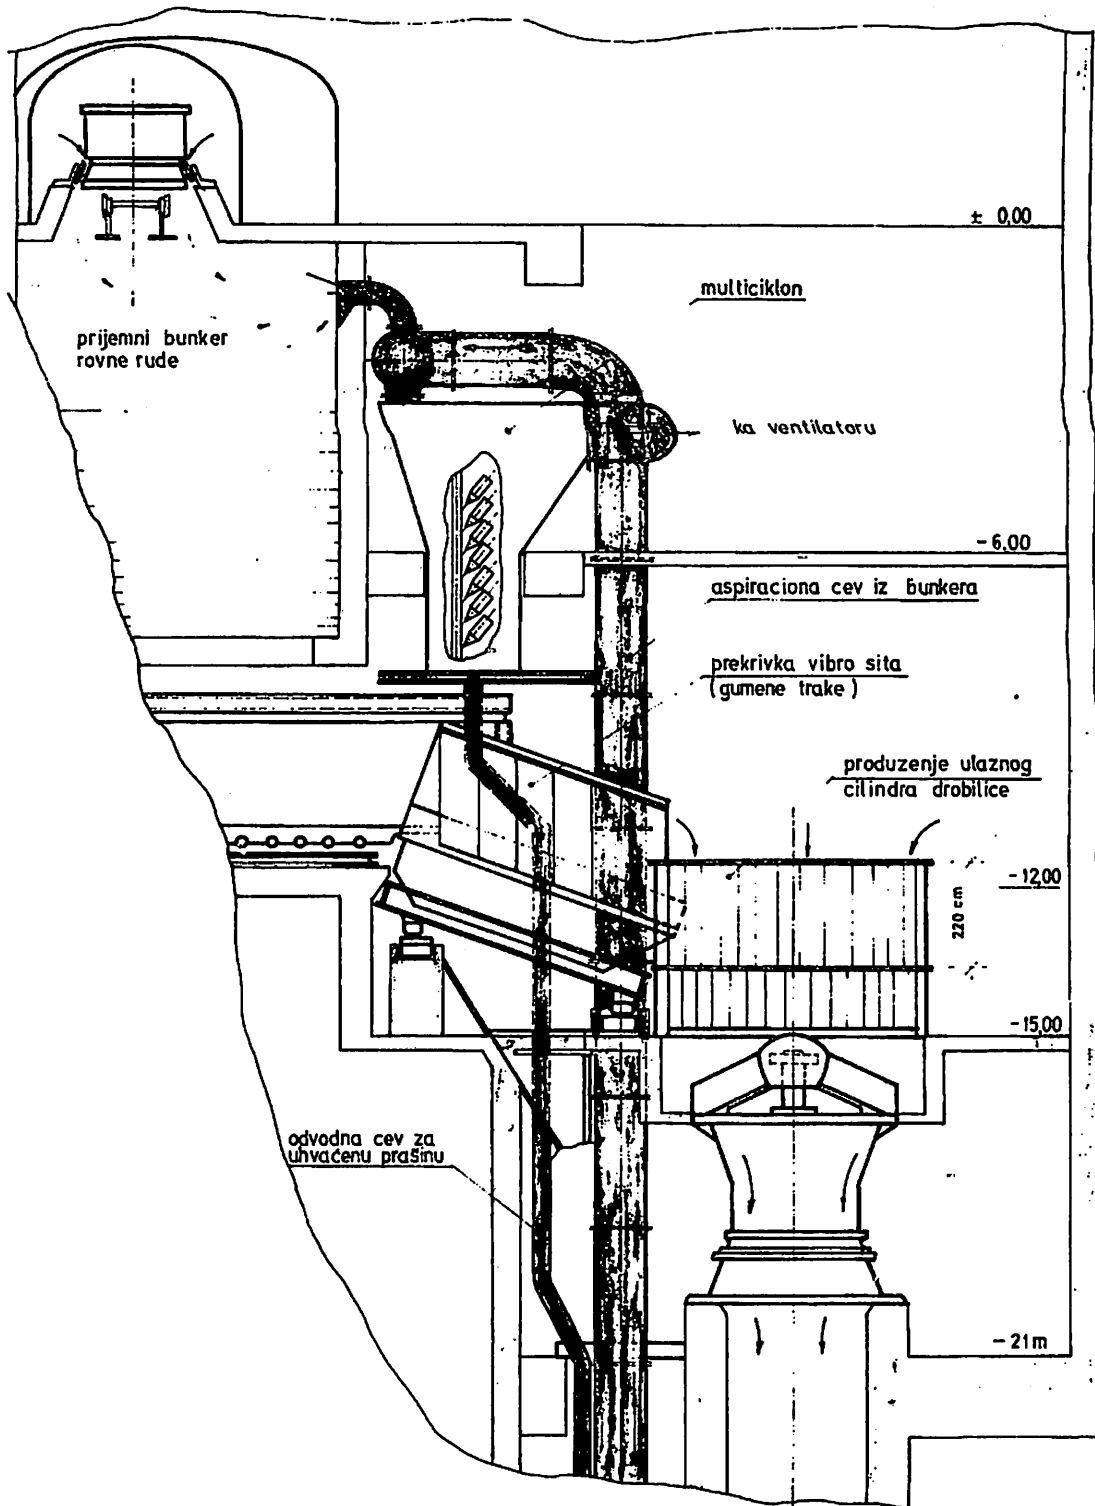 ± 0,00
multiciklon
prijemni bunker
rovne rude
ka ventilatoru
-6,00
aspiraciona cev iz bunkera
prekrivka vibro sita
(gumene trake)
produzenje ulaznog
cilindra drobilice
-12,00
220 cm
-15,00
odvodna cev za
uhvaćenu prašinu
-21m